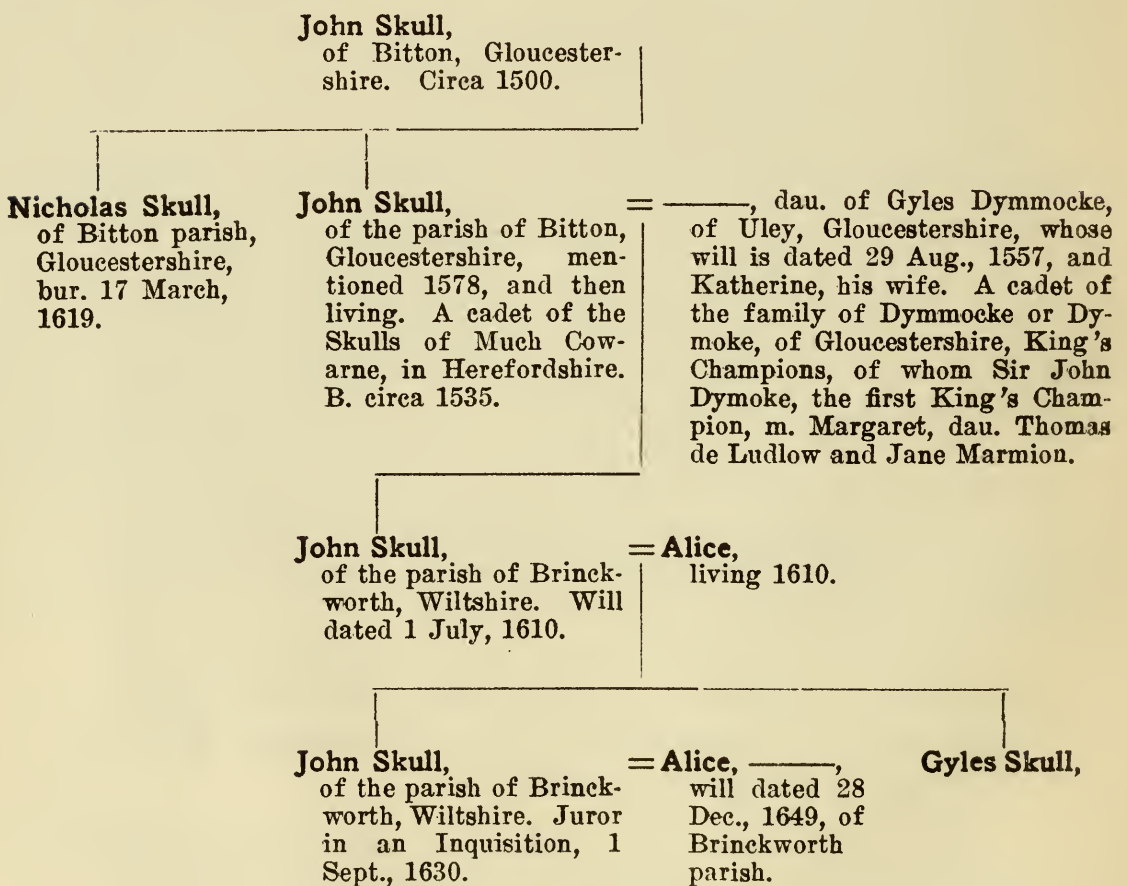 John Skull,
of Bitton, Gloucester-
shire. Circa 1500.
Nicholas Skull,
of Bitton parish,
Gloucestershire,
bur. 17 March,
1619.
John Skull,
of the parish of Bitton,
Gloucestershire, men-
tioned 1578, and then
living. A cadet of the
Skulls of Much Cow-
arne, in Herefordshire.
B. circa 1535.
= ———, dau. of Gyles Dymmocke,
of Uley, Gloucestershire, whose
will is dated 29 Aug., 1557, and
Katherine, his wife. A cadet of
the family of Dymmocke or Dy-
moke, of Gloucestershire, King's
Champions, of whom Sir John
Dymoke, the first King's Cham-
pion, m. Margaret, dau. Thomas
de Ludlow and Jane Marmion.
John Skull,
of the parish of Brinck-
worth, Wiltshire. Will
dated 1 July, 1610.
= Alice,
living 1610.
John Skull,
of the parish of Brinck-
worth, Wiltshire. Juror
in an Inquisition, 1
Sept., 1630.
= Alice, ———,
will dated 28
Dec., 1649, of
Brinckworth
parish.
Gyles Skull,